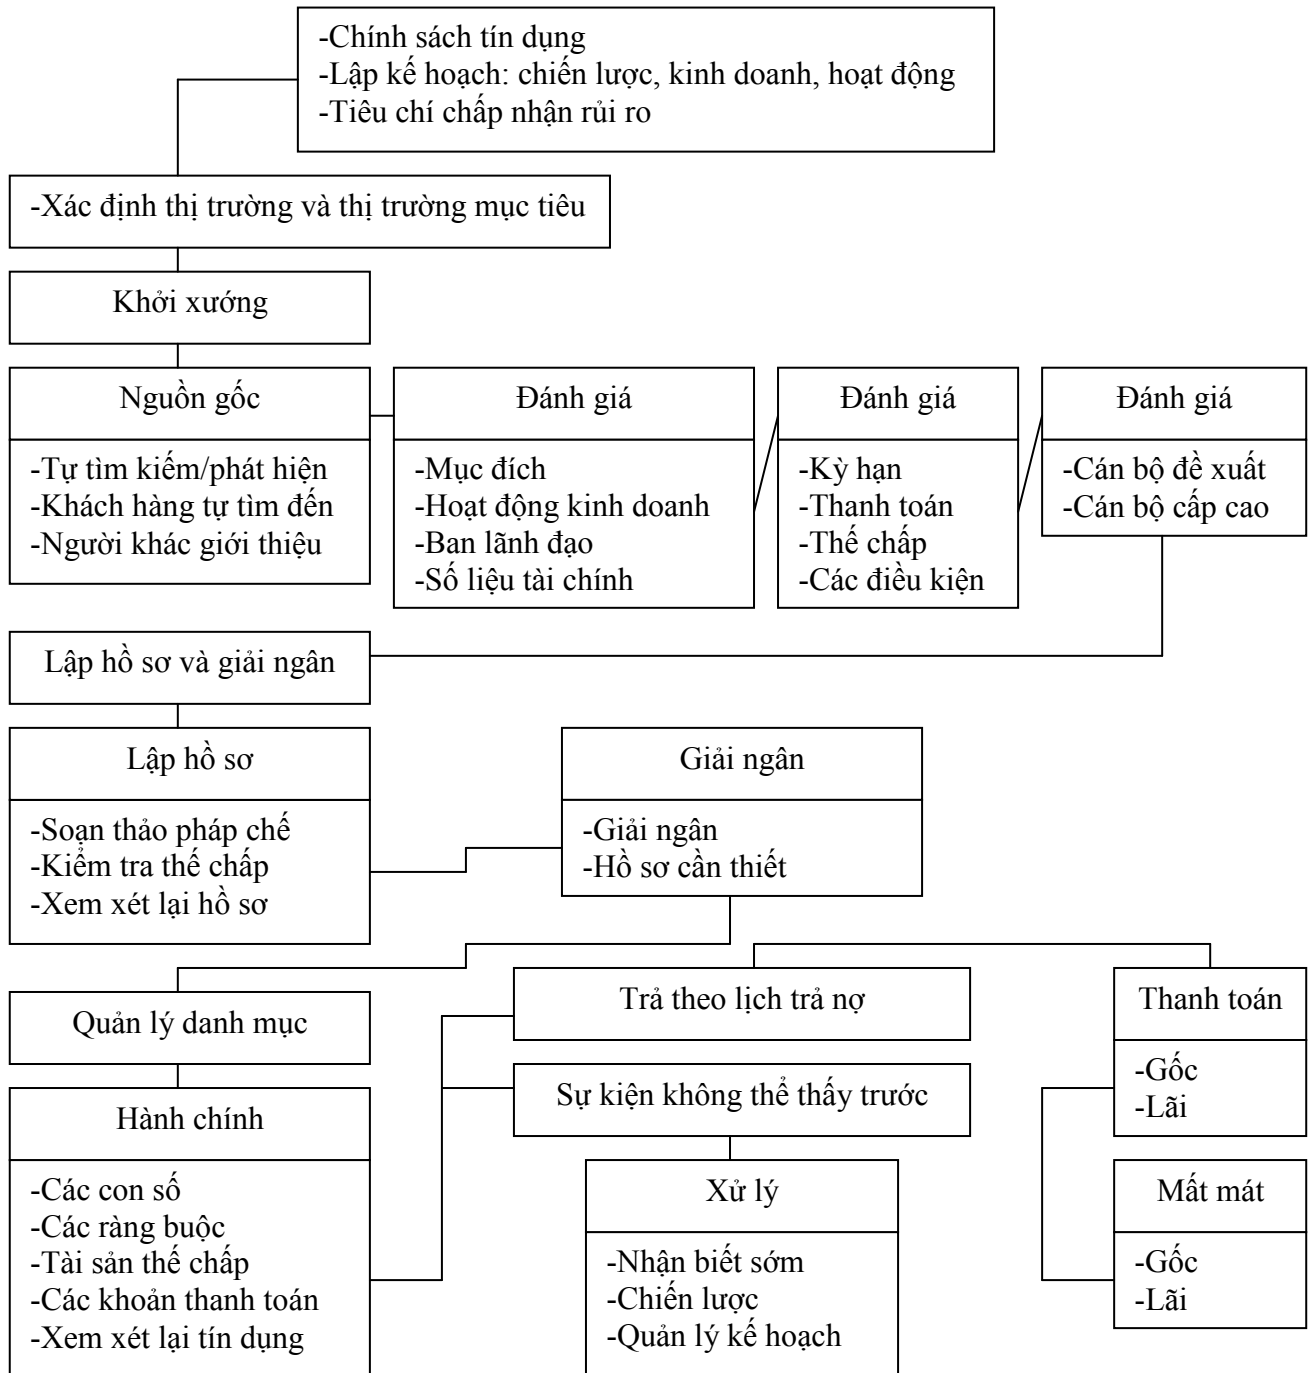 -Chính sách tín dụng
-Lập kế hoạch: chiến lược, kinh doanh, hoạt động
-Tiêu chí chấp nhận rủi ro
-Xác định thị trường và thị trường mục tiêu
Khởi xướng
Nguồn gốc
-Tự tìm kiếm/phát hiện
-Khách hàng tự tìm đến
-Người khác giới thiệu
Đánh giá
-Mục đích
-Hoạt động kinh doanh
-Ban lãnh đạo
-Số liệu tài chính
Đánh giá
-Kỳ hạn
-Thanh toán
-Thế chấp
-Các điều kiện
Đánh giá
-Cán bộ đề xuất
-Cán bộ cấp cao
Lập hồ sơ và giải ngân
Lập hồ sơ
-Soạn thảo pháp chế
-Kiểm tra thế chấp
-Xem xét lại hồ sơ
Giải ngân
-Giải ngân
-Hồ sơ cần thiết
Quản lý danh mục
Hành chính
-Các con số
-Các ràng buộc
-Tài sản thế chấp
-Các khoản thanh toán
-Xem xét lại tín dụng
Trả theo lịch trả nợ
Sự kiện không thể thấy trước
Xử lý
-Nhận biết sớm
-Chiến lược
-Quản lý kế hoạch
Thanh toán
-Gốc
-Lãi
Mất mát
-Gốc
-Lãi